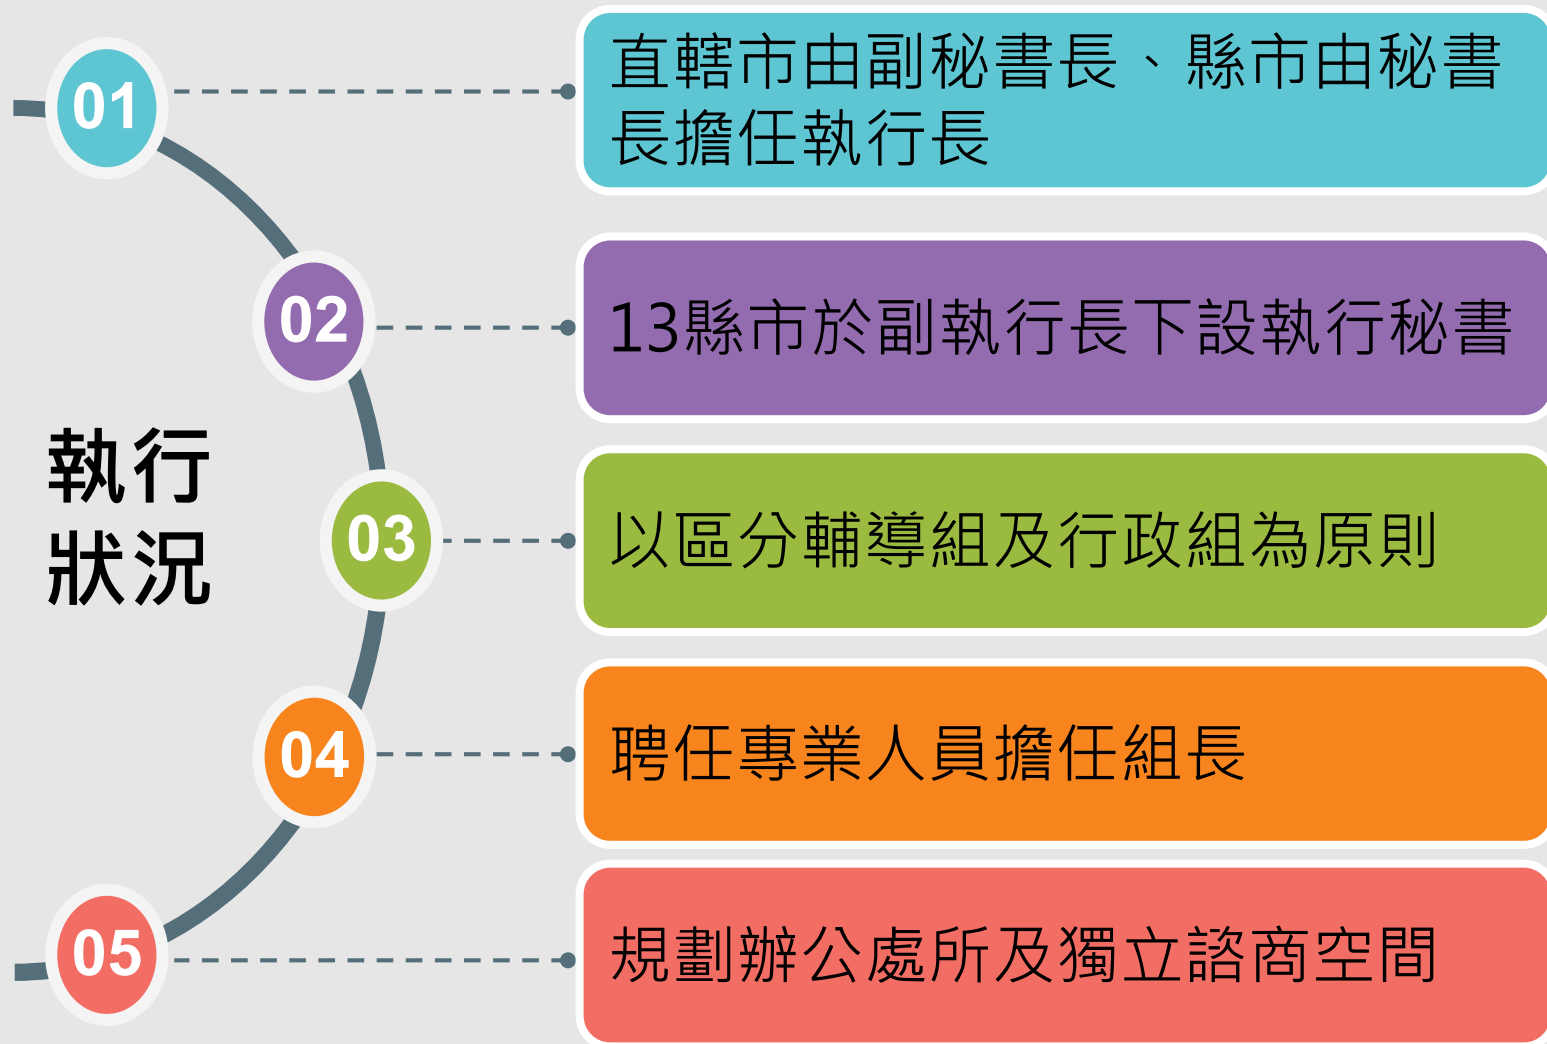 執行
狀況
01
直轄市由副秘書長、縣市由秘書
長擔任執行長
02
13縣市於副執行長下設執行秘書
03
以區分輔導組及行政組為原則
04
聘任專業人員擔任組長
05
規劃辦公處所及獨立諮商空間